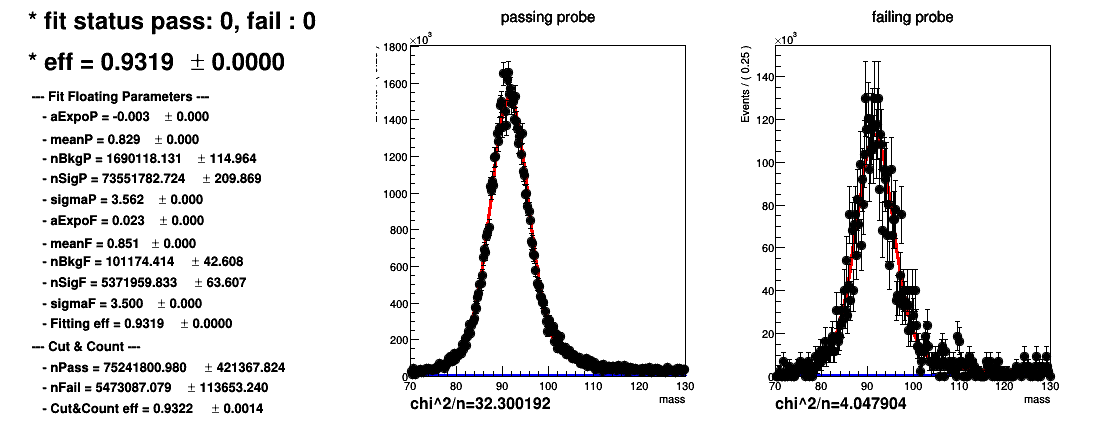 * fit status pass: 0, fail : 0
* eff = 0.9319 ± 0.0000
--- Fit Floating Parameters ---
- aExpoP = -0.003 ± 0.000
- meanP = 0.829 ± 0.000
- nBkgP = 1690118.131 ± 114.964
- nSigP = 73551782.724 ± 209.869
- sigmaP = 3.562 ± 0.000
- aExpoF = 0.023 ± 0.000
- meanF = 0.851 ± 0.000
- nBkgF = 101174.414 ± 42.608
- nSigF = 5371959.833 ± 63.607
- sigmaF = 3.500 ± 0.000
- Fitting eff = 0.9319 ± 0.0000
--- Cut & Count ---
- nPass = 75241800.980 ± 421367.824
- nFail = 5473087.079 ± 113653.240
- Cut&Count eff = 0.9322 ± 0.0014
passing probe
×10³
1800
1600
1400
1200
1000
800
600
400
200
0
70 80 90 100 110 120 130
mass
chi^2/n=32.300192
failing probe
×10³
Events / ( 0.25 )
140
120
100
80
60
40
20
0
70 80 90 100 110 120 130
mass
chi^2/n=4.047904